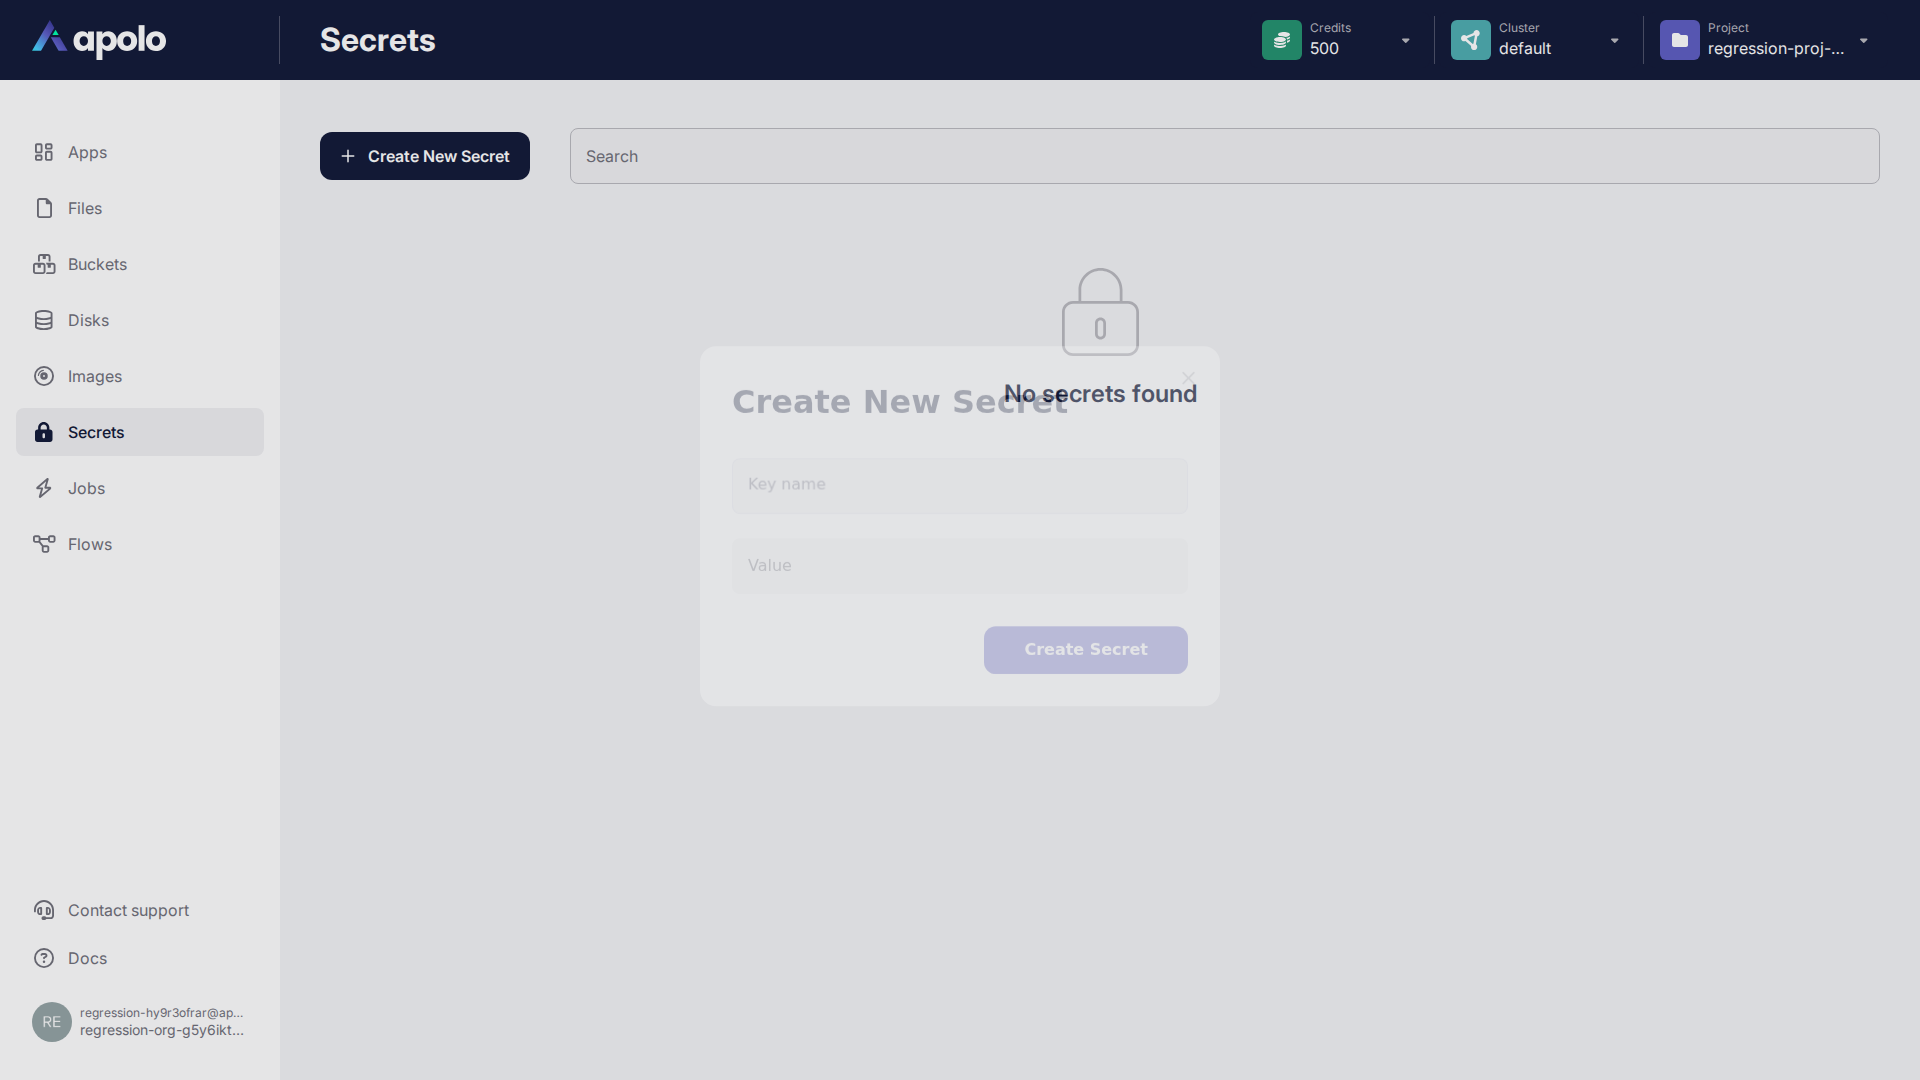 apolo
Secrets
Credits
500
Cluster
default
Project
regression-proj-...
Apps
Files
Buckets
Disks
Images
Secrets
Jobs
Flows
Create New Secret
Search
No secrets found
Create New Secret
Key name
Value
Create Secret
Contact support
Docs
RE
regression-hy9r3ofrar@ap...
regression-org-g5y6ikt...